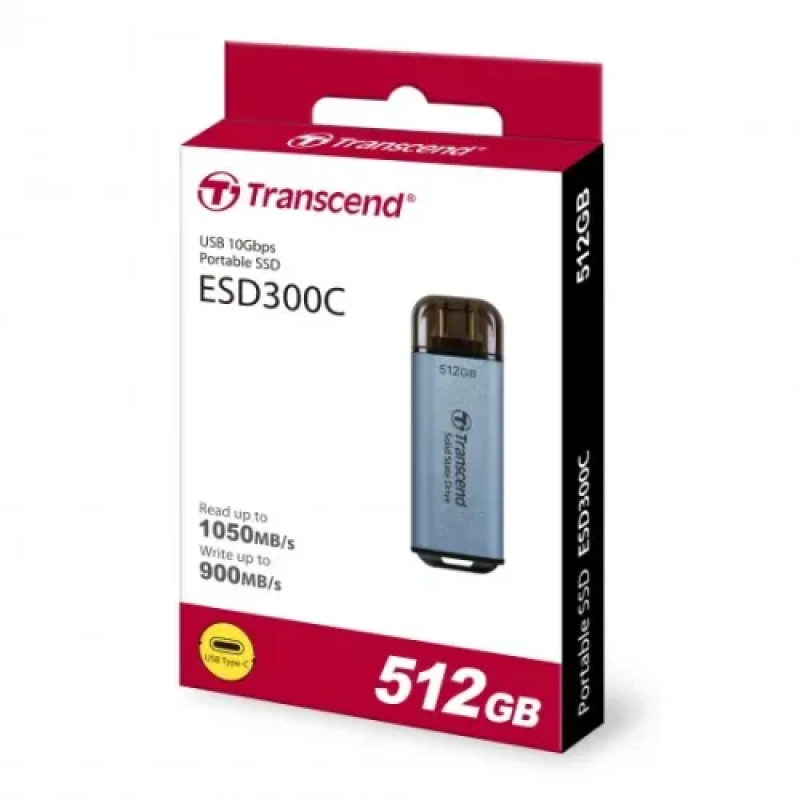 Transcend
Transcend®
USB 10Gbps
Portable SSD
ESD300C
512GB
Transcend
Solid State Drive
Read up to
1050MB/s
Write up to
900MB/s
USB Type-C
512GB
512GB
Portable SSD ESD300C